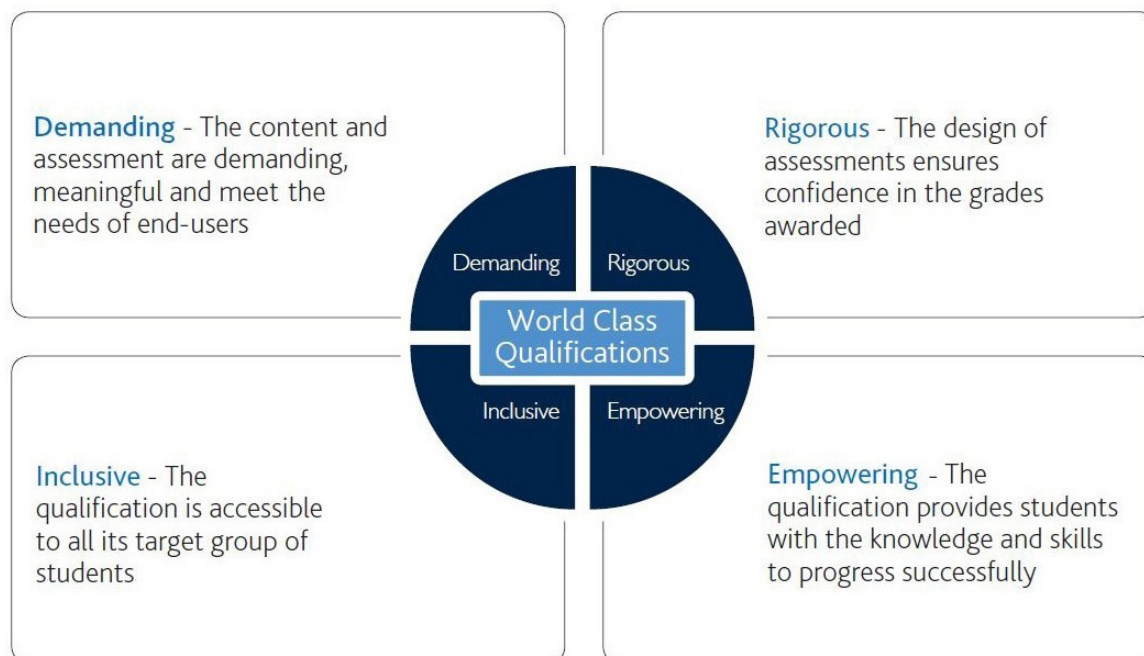 Demanding - The content and
assessment are demanding,
meaningful and meet the
needs of end-users
Rigorous - The design of
assessments ensures
confidence in the grades
awarded
Demanding
Rigorous
World Class
Qualifications
Inclusive
Empowering
Inclusive - The
qualification is accessible
to all its target group of
students
Empowering - The
qualification provides students
with the knowledge and skills
to progress successfully